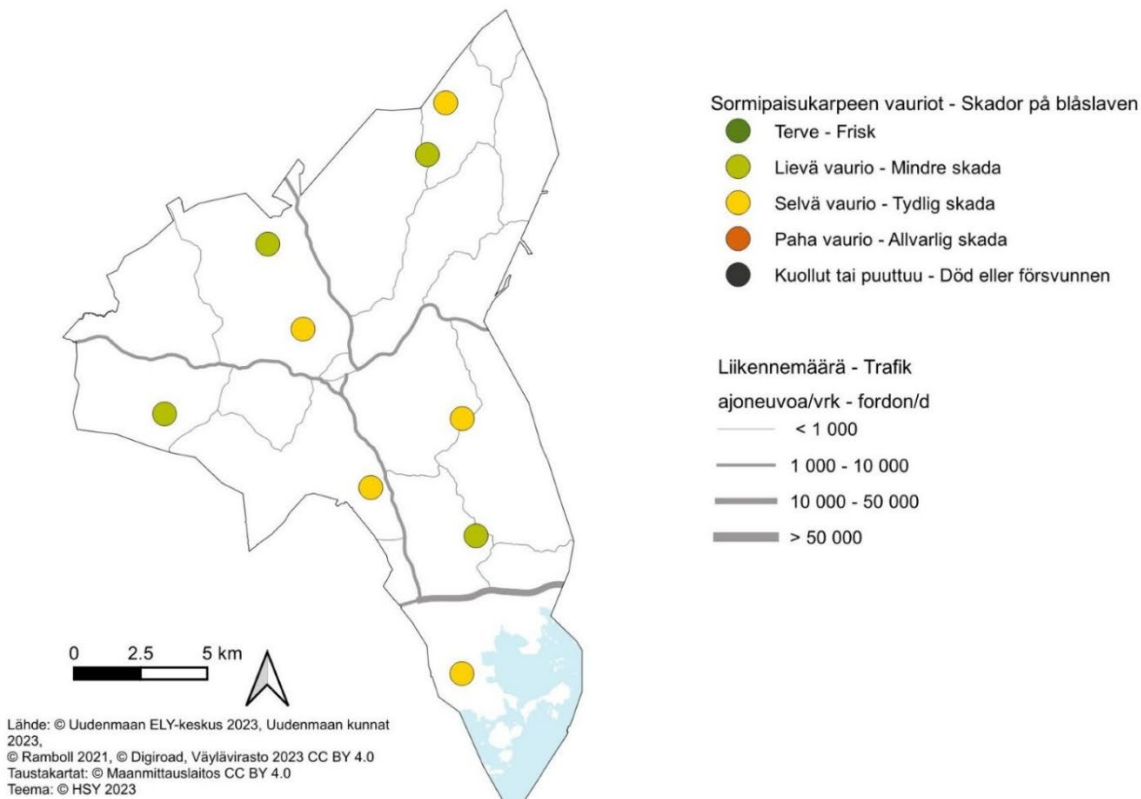 Sormipaisukarpeen vauriot - Skador på blåslaven
Terve - Frisk
Lievä vaurio - Mindre skada
Selvä vaurio - Tydlig skada
Paha vaurio - Allvarlig skada
Kuollut tai puuttuu - Död eller försvunnen
Liikennemäärä - Trafik
ajoneuvoa/vrk - fordon/d
< 1 000
1 000 - 10 000
10 000 - 50 000
> 50 000
0 2.5 5 km
Lähde: © Uudenmaan ELY-keskus 2023, Uudenmaan kunnat
2023,
© Ramboll 2021, © Digiroad, Väylävirasto 2023 CC BY 4.0
Taustakartat: © Maanmittauslaitos CC BY 4.0
Teema: © HSY 2023